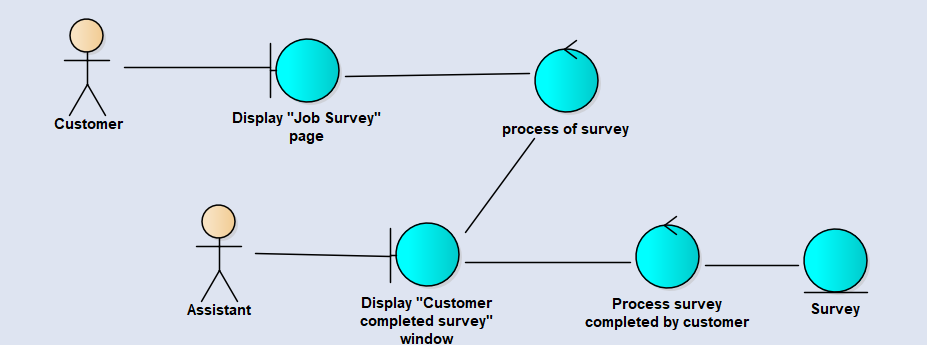 Customer
Display "Job Survey"
page
process of survey
Assistant
Display "Customer
completed survey"
window
Process survey
completed by customer
Survey